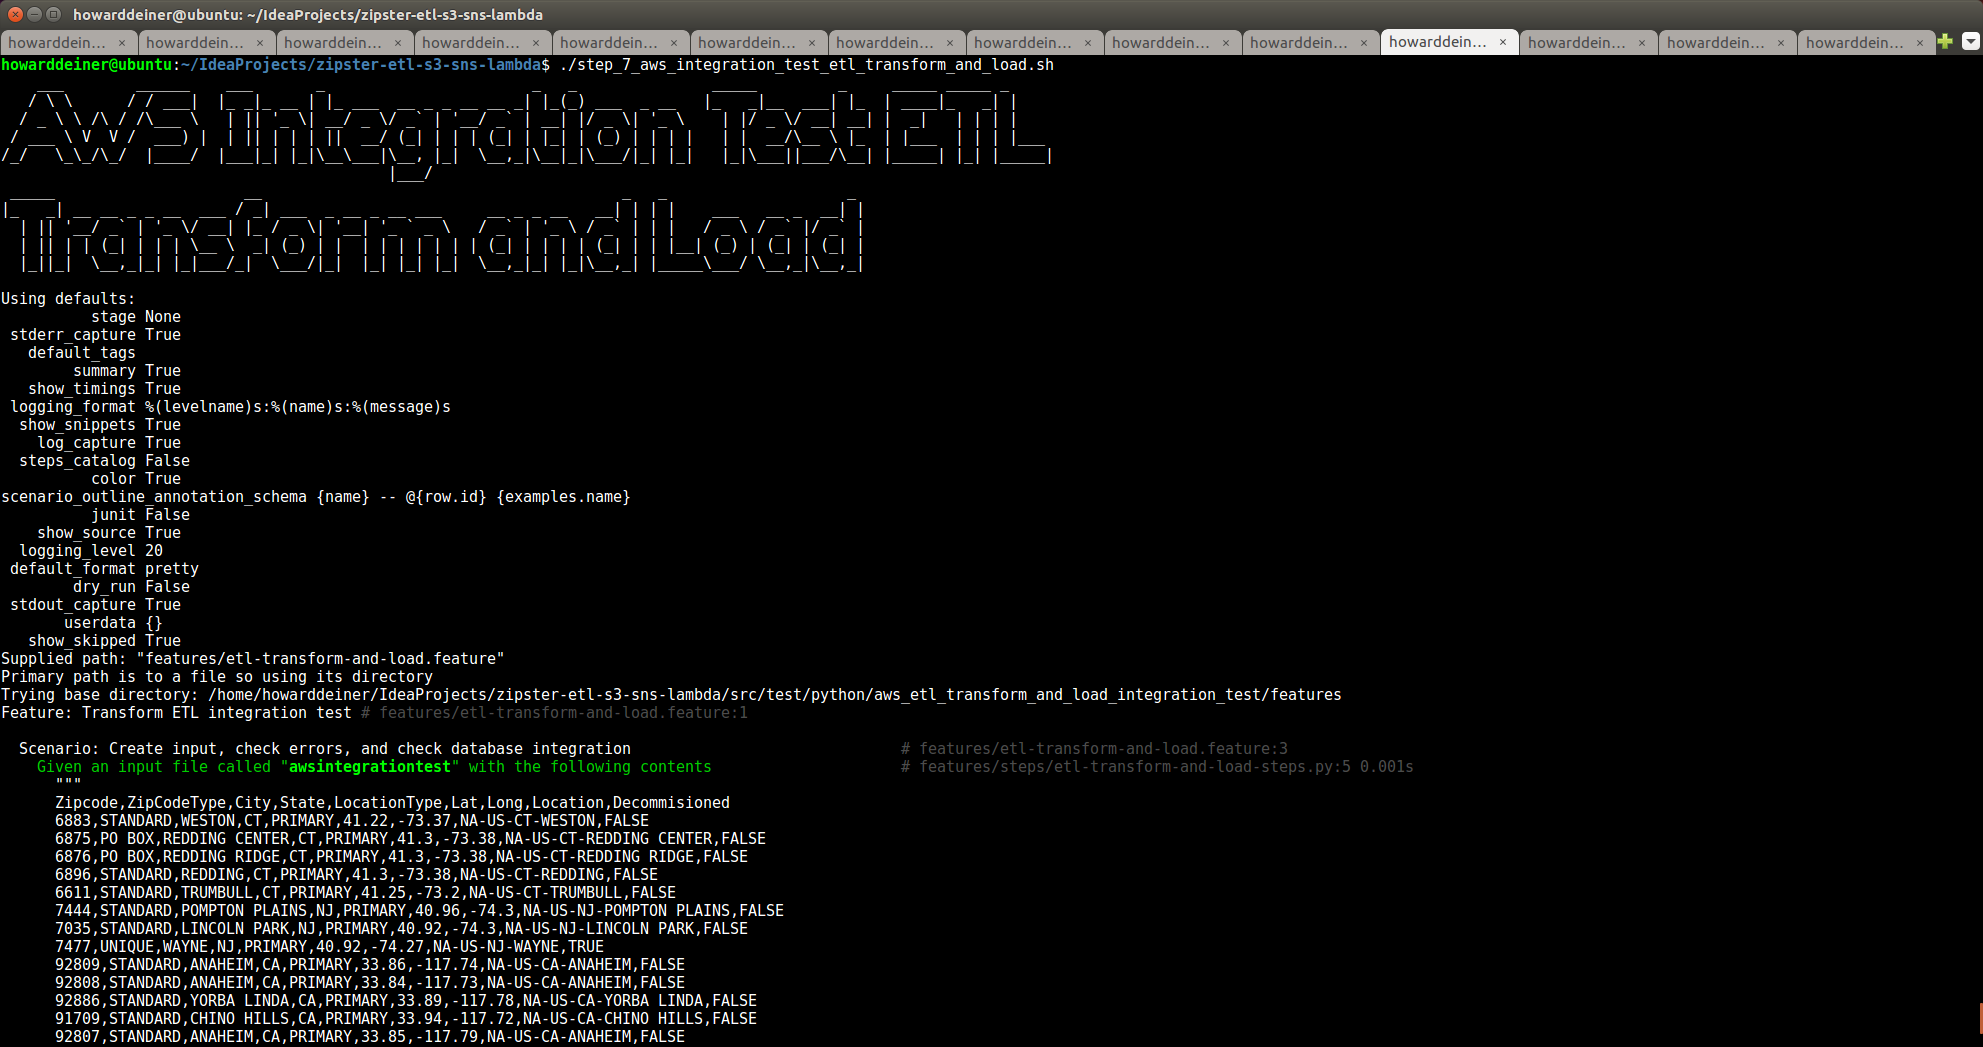 howarddeiner@ubuntu: ~/IdeaProjects/zipster-etl-s3-sns-lambda
howarddein... × howarddein... × howarddein... × howarddein... × howarddein... × howarddein... × howarddein... × howarddein... × howarddein... × howarddein... × howarddein... × howarddein... × howarddein... × howarddein... ×
howarddeiner@ubuntu:~/IdeaProjects/zipster-etl-s3-sns-lambda$ ./step_7_aws_integration_test_etl_transform_and_load.sh
AWS Integration Test ETL
Transform and Load
Using defaults:
stage None
stderr_capture True
default_tags
summary True
show_timings True
logging_format %(levelname)s:%(name)s:%(message)s
show_snippets True
log_capture True
steps_catalog False
color True
scenario_outline_annotation_schema {name} -- @{row.id} {examples.name}
junit False
show_source True
logging_level 20
default_format pretty
dry_run False
stdout_capture True
userdata {}
show_skipped True
Supplied path: "features/etl-transform-and-load.feature"
Primary path is to a file so using its directory
Trying base directory: /home/howarddeiner/IdeaProjects/zipster-etl-s3-sns-lambda/src/test/python/aws_etl_transform_and_load_integration_test/features
Feature: Transform ETL integration test # features/etl-transform-and-load.feature:1
Scenario: Create input, check errors, and check database integration # features/etl-transform-and-load.feature:3
Given an input file called "awsintegrationtest" with the following contents # features/steps/etl-transform-and-load-steps.py:5 0.001s
"""
Zipcode,ZipCodeType,City,State,LocationType,Lat,Long,Location,Decommisioned
6883,STANDARD,WESTON,CT,PRIMARY,41.22,-73.37,NA-US-CT-WESTON,FALSE
6875,PO BOX,REDDING CENTER,CT,PRIMARY,41.3,-73.38,NA-US-CT-REDDING CENTER,FALSE
6876,PO BOX,REDDING RIDGE,CT,PRIMARY,41.3,-73.38,NA-US-CT-REDDING RIDGE,FALSE
6896,STANDARD,REDDING,CT,PRIMARY,41.3,-73.38,NA-US-CT-REDDING,FALSE
6611,STANDARD,TRUMBULL,CT,PRIMARY,41.25,-73.2,NA-US-CT-TRUMBULL,FALSE
7444,STANDARD,POMPTON PLAINS,NJ,PRIMARY,40.96,-74.3,NA-US-NJ-POMPTON PLAINS,FALSE
7035,STANDARD,LINCOLN PARK,NJ,PRIMARY,40.92,-74.3,NA-US-NJ-LINCOLN PARK,FALSE
7477,UNIQUE,WAYNE,NJ,PRIMARY,40.92,-74.27,NA-US-NJ-WAYNE,TRUE
92809,STANDARD,ANAHEIM,CA,PRIMARY,33.86,-117.74,NA-US-CA-ANAHEIM,FALSE
92808,STANDARD,ANAHEIM,CA,PRIMARY,33.84,-117.73,NA-US-CA-ANAHEIM,FALSE
92886,STANDARD,YORBA LINDA,CA,PRIMARY,33.89,-117.78,NA-US-CA-YORBA LINDA,FALSE
91709,STANDARD,CHINO HILLS,CA,PRIMARY,33.94,-117.72,NA-US-CA-CHINO HILLS,FALSE
92807,STANDARD,ANAHEIM,CA,PRIMARY,33.85,-117.79,NA-US-CA-ANAHEIM,FALSE